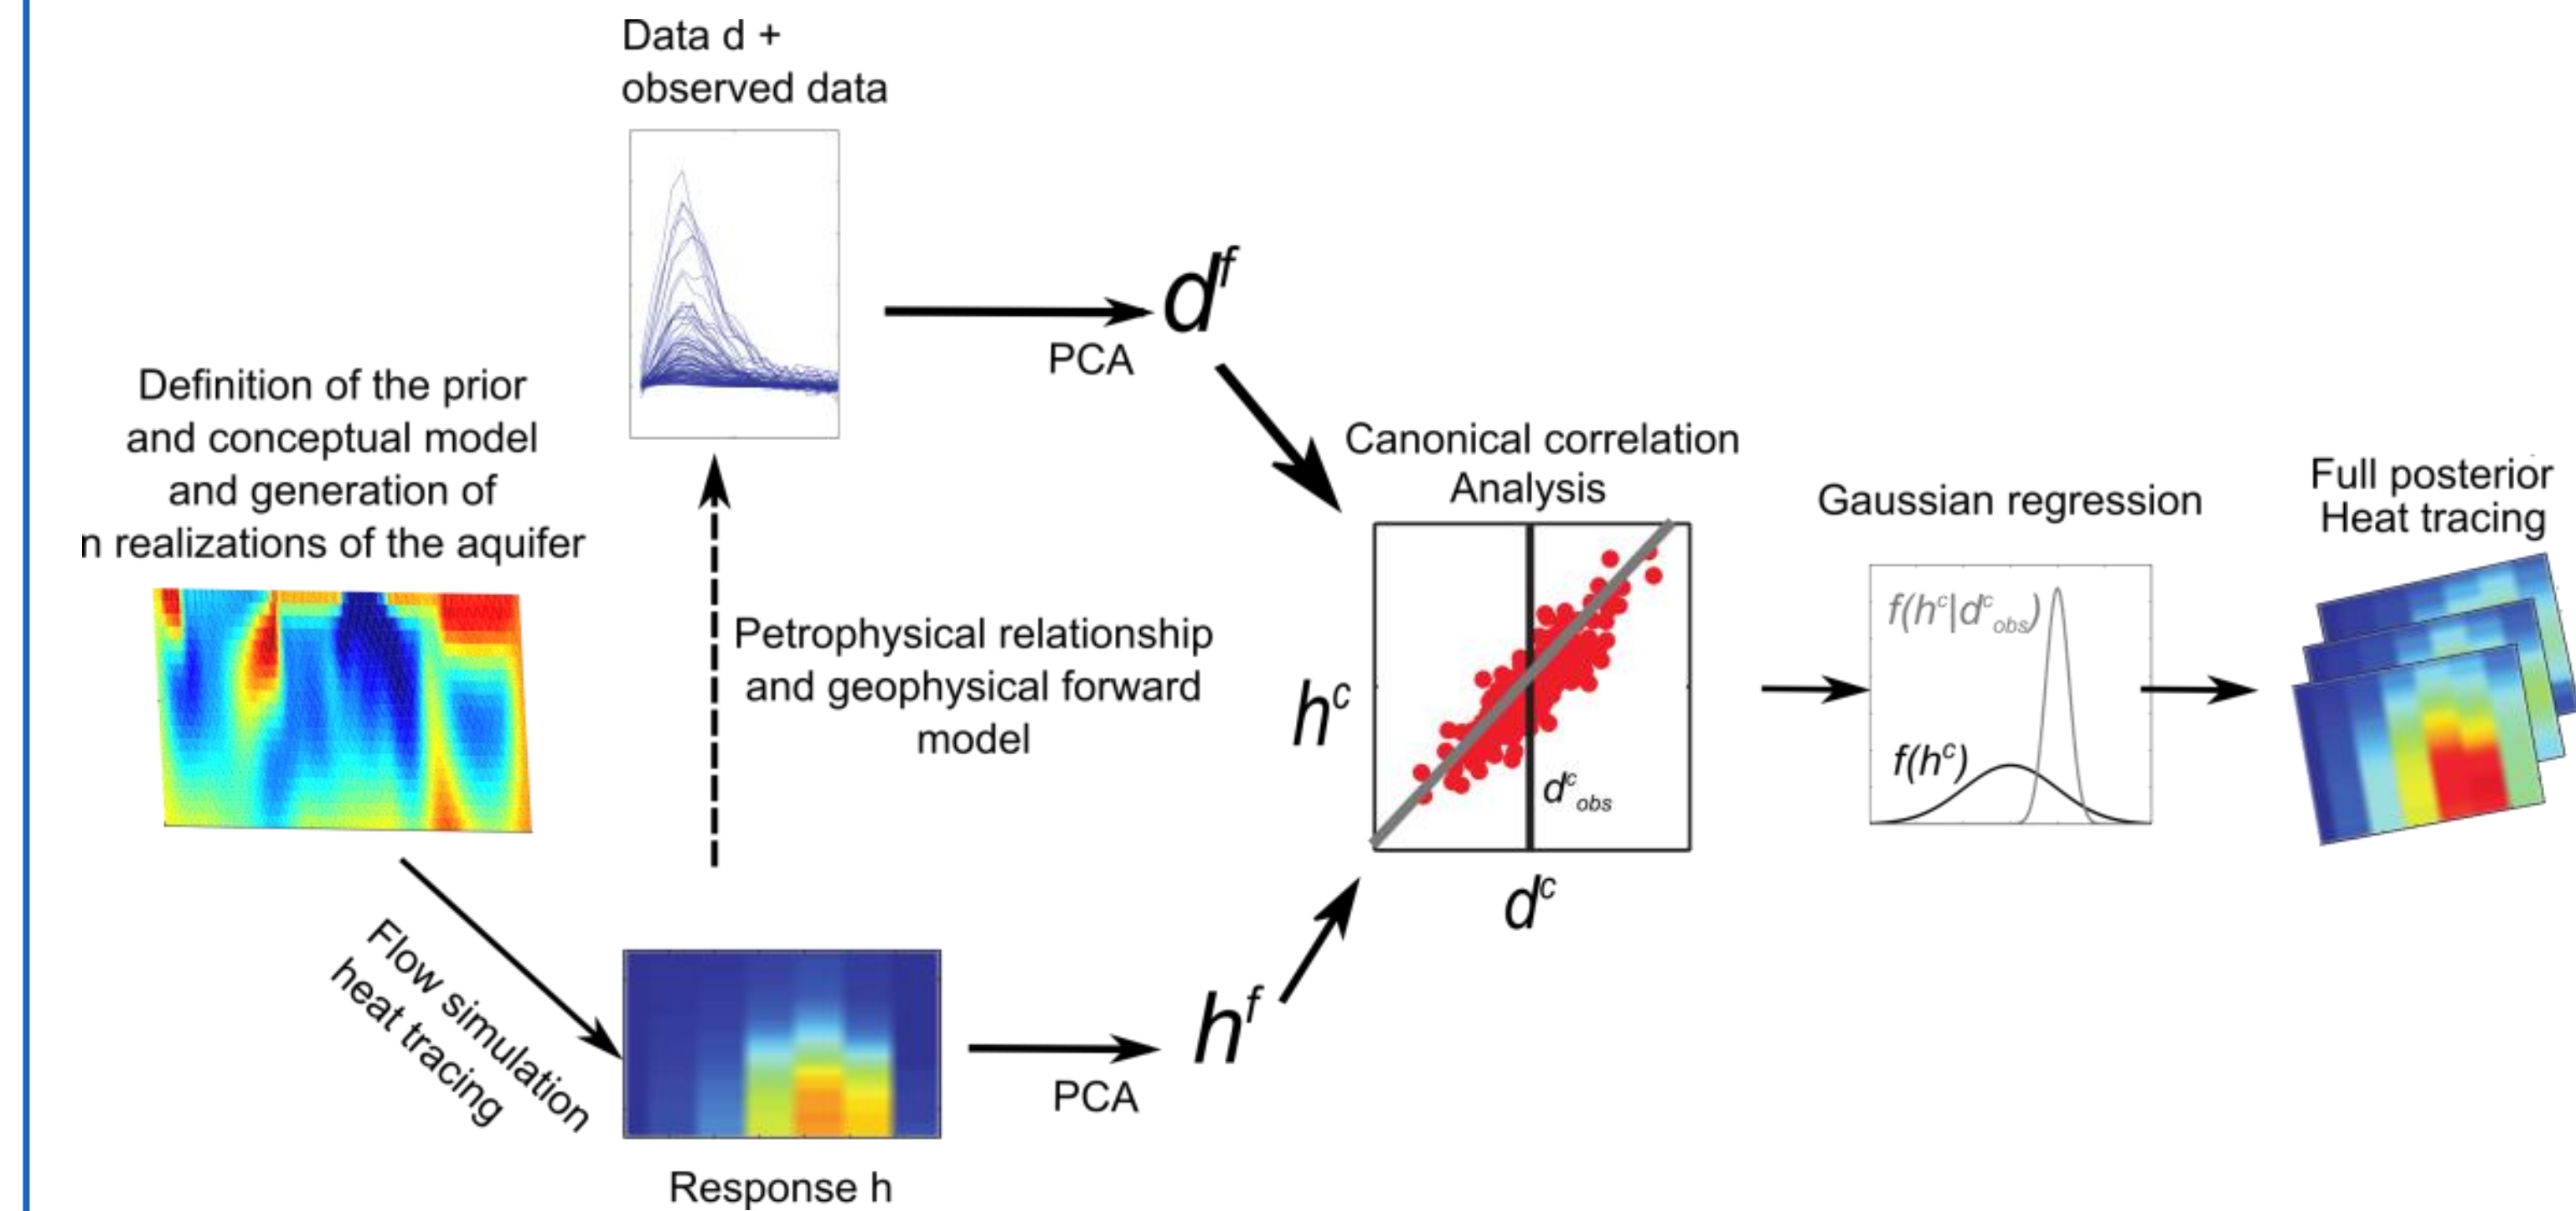 Data d +
observed data
PCA
d^f
Definition of the prior
and conceptual model
and generation of
n realizations of the aquifer
Petrophysical relationship
and geophysical forward
model
Flow simulation
heat tracing
Response h
PCA
h^f
Canonical correlation
Analysis
h^c
d^c_obs
d^c
Gaussian regression
f(h^c|d^c_obs)
f(h^c)
Full posterior
Heat tracing